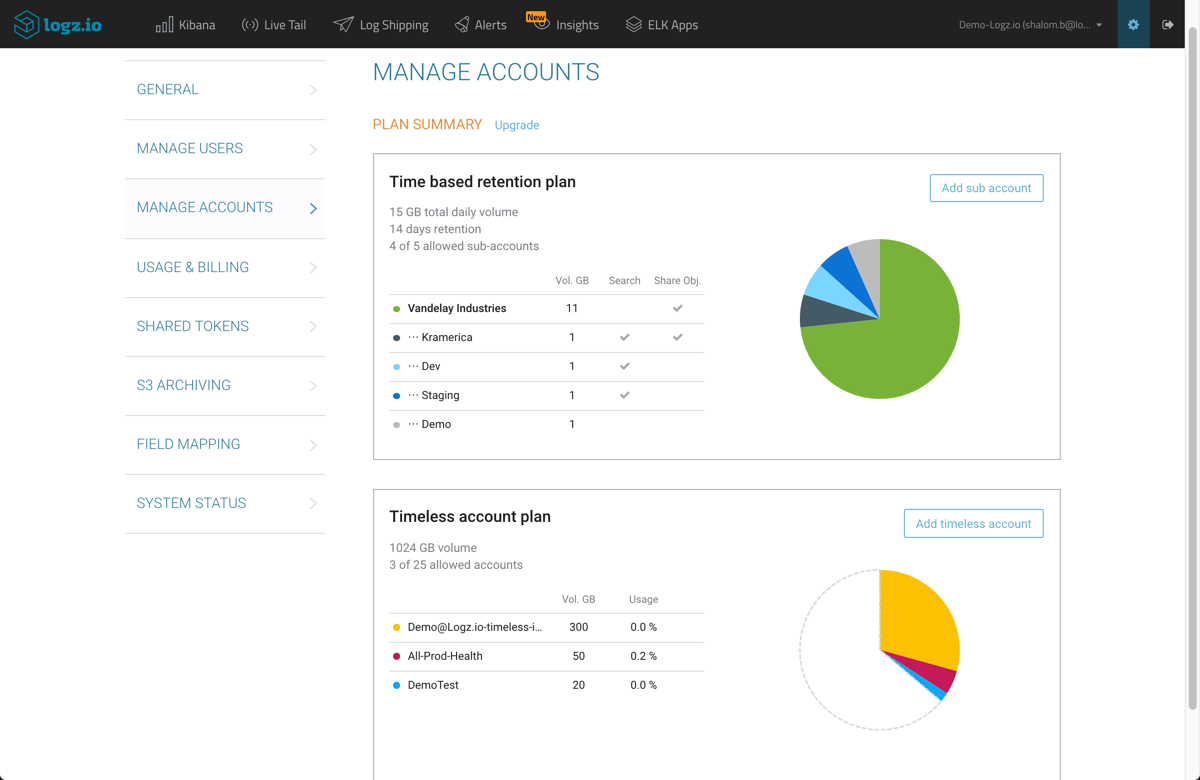 logz.io Kibana Live Tail Log Shipping Alerts New Insights ELK Apps Demo-Logz.io (shalom.b@lo...
GENERAL
MANAGE USERS
MANAGE ACCOUNTS
USAGE & BILLING
SHARED TOKENS
S3 ARCHIVING
FIELD MAPPING
SYSTEM STATUS
MANAGE ACCOUNTS
PLAN SUMMARY Upgrade
Time based retention plan
Add sub account
15 GB total daily volume
14 days retention
4 of 5 allowed sub-accounts
Vol. GB Search Share Obj.
Vandelay Industries 11 ✓
··· Kramerica 1 ✓ ✓
··· Dev 1 ✓
··· Staging 1 ✓
··· Demo 1
Timeless account plan
Add timeless account
1024 GB volume
3 of 25 allowed accounts
Vol. GB Usage
Demo@Logz.io-timeless-i... 300 0.0 %
All-Prod-Health 50 0.2 %
DemoTest 20 0.0 %